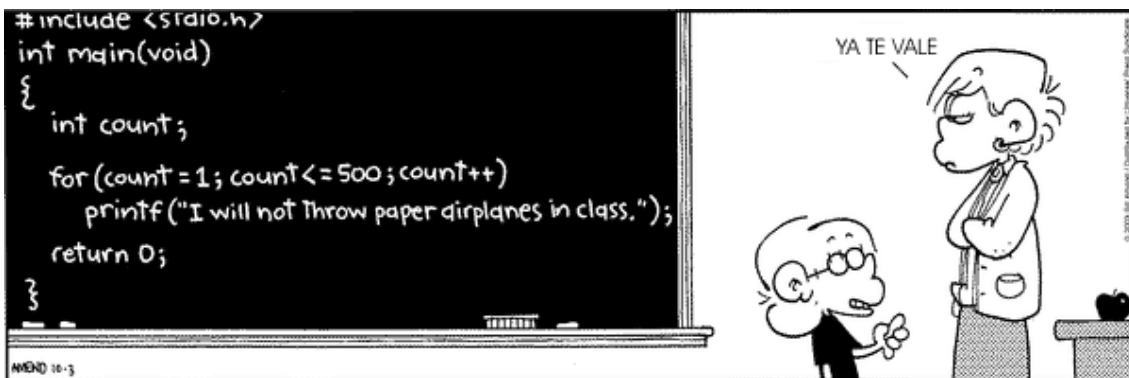 #include <stdio.h>
int main(void)
{
int count;
for (count = 1; count <= 500; count++)
printf("I will not throw paper airplanes in class.");
return 0;
}
AMEND 10-3
YA TE VALE